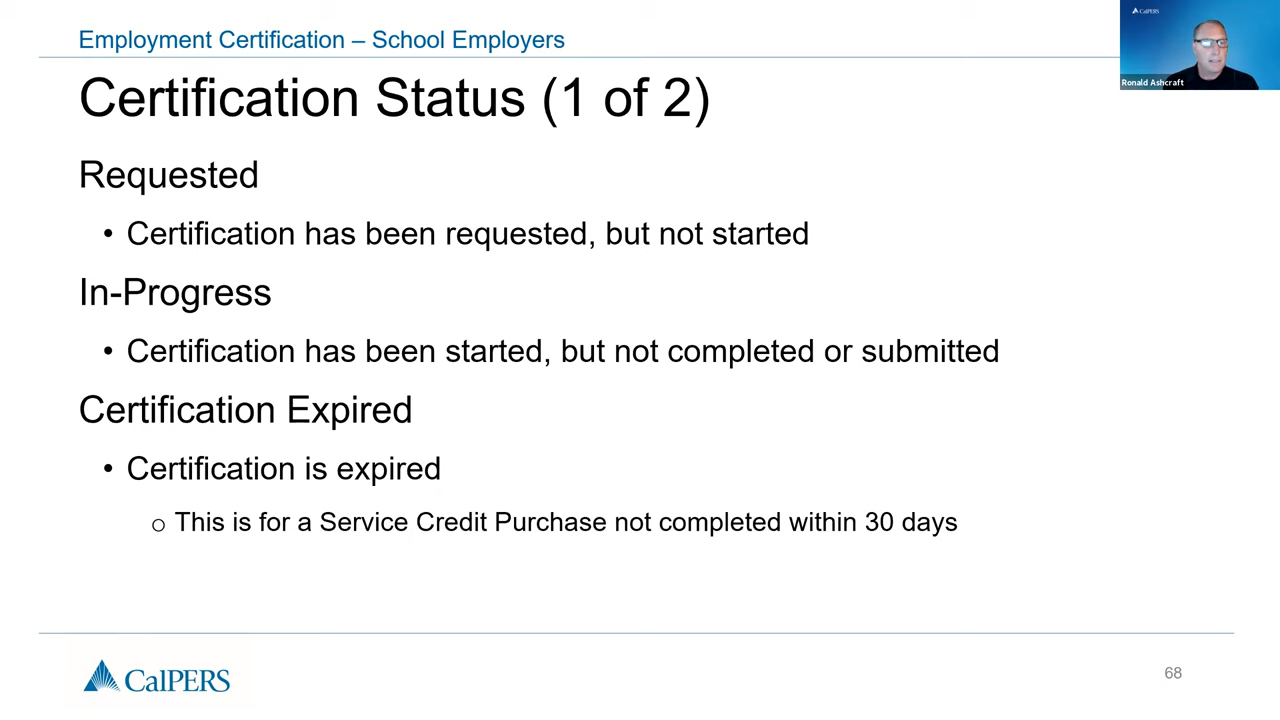 Employment Certification – School Employers
CalPERS
Ronald Ashcraft
Certification Status (1 of 2)
Requested
• Certification has been requested, but not started
In-Progress
• Certification has been started, but not completed or submitted
Certification Expired
• Certification is expired
o This is for a Service Credit Purchase not completed within 30 days
CalPERS
68